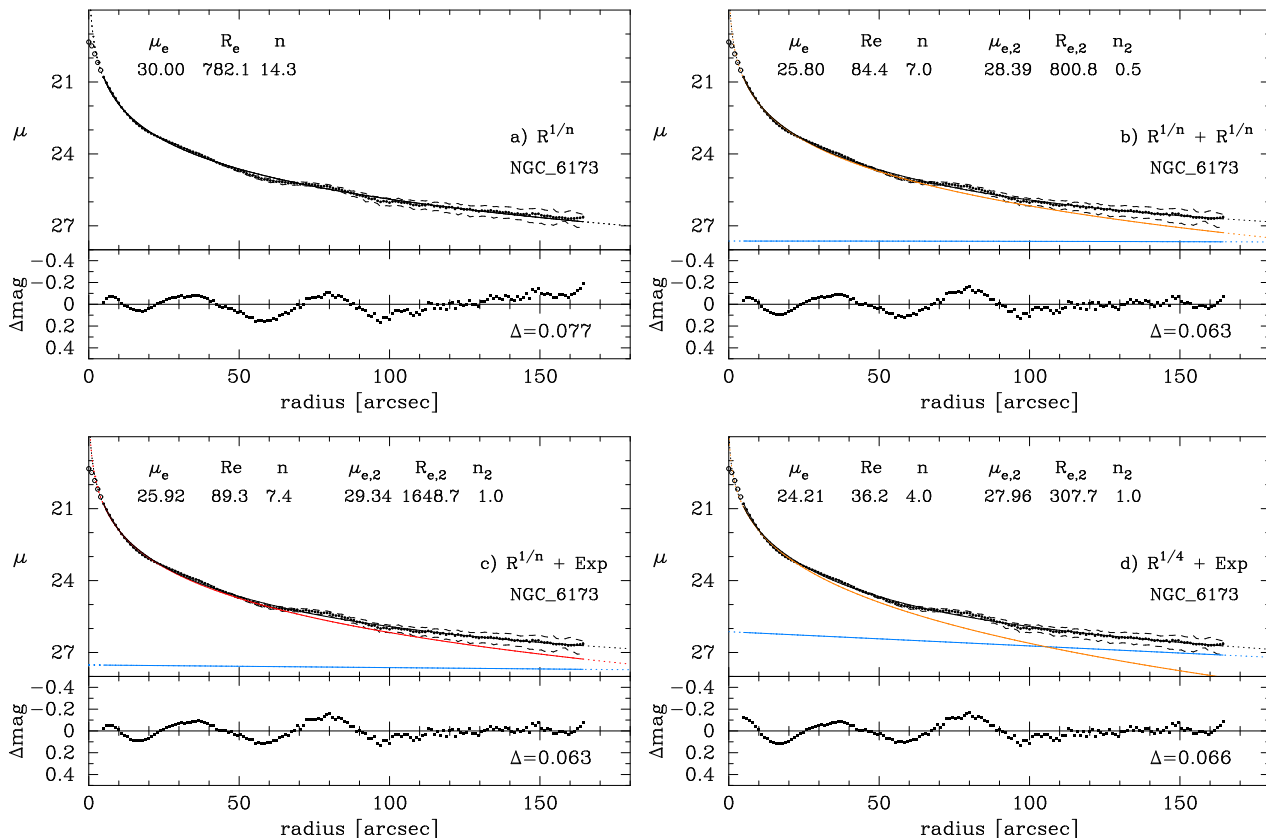 μe Re n
30.00 782.1 14.3
21
μ
a) R1/n
24
NGC_6173
27
−0.4
−0.2
Δmag
0
0.2
Δ=0.077
0.4
0 50 100 150
radius [arcsec]
μe Re n μe,2 Re,2 n2
25.80 84.4 7.0 28.39 800.8 0.5
21
μ
b) R1/n + R1/n
24
NGC_6173
27
−0.4
−0.2
Δmag
0
0.2
Δ=0.063
0.4
0 50 100 150
radius [arcsec]
μe Re n μe,2 Re,2 n2
25.92 89.3 7.4 29.34 1648.7 1.0
21
μ
c) R1/n + Exp
24
NGC_6173
27
−0.4
−0.2
Δmag
0
0.2
Δ=0.063
0.4
0 50 100 150
radius [arcsec]
μe Re n μe,2 Re,2 n2
24.21 36.2 4.0 27.96 307.7 1.0
21
μ
d) R1/4 + Exp
24
NGC_6173
27
−0.4
−0.2
Δmag
0
0.2
Δ=0.066
0.4
0 50 100 150
radius [arcsec]